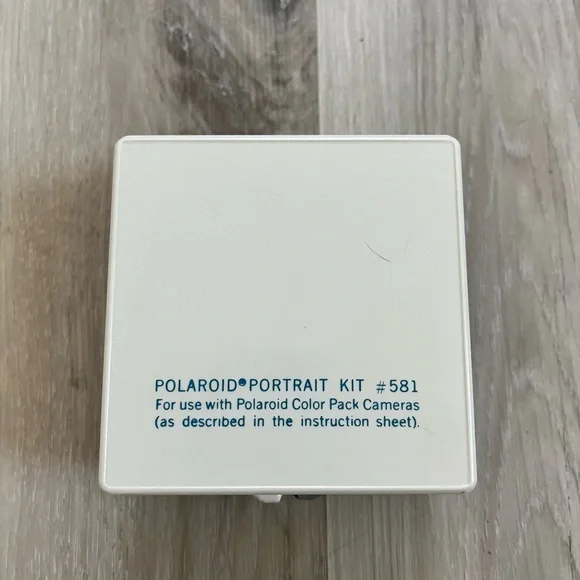 POLAROID® PORTRAIT KIT #581
For use with Polaroid Color Pack Cameras
(as described in the instruction sheet).